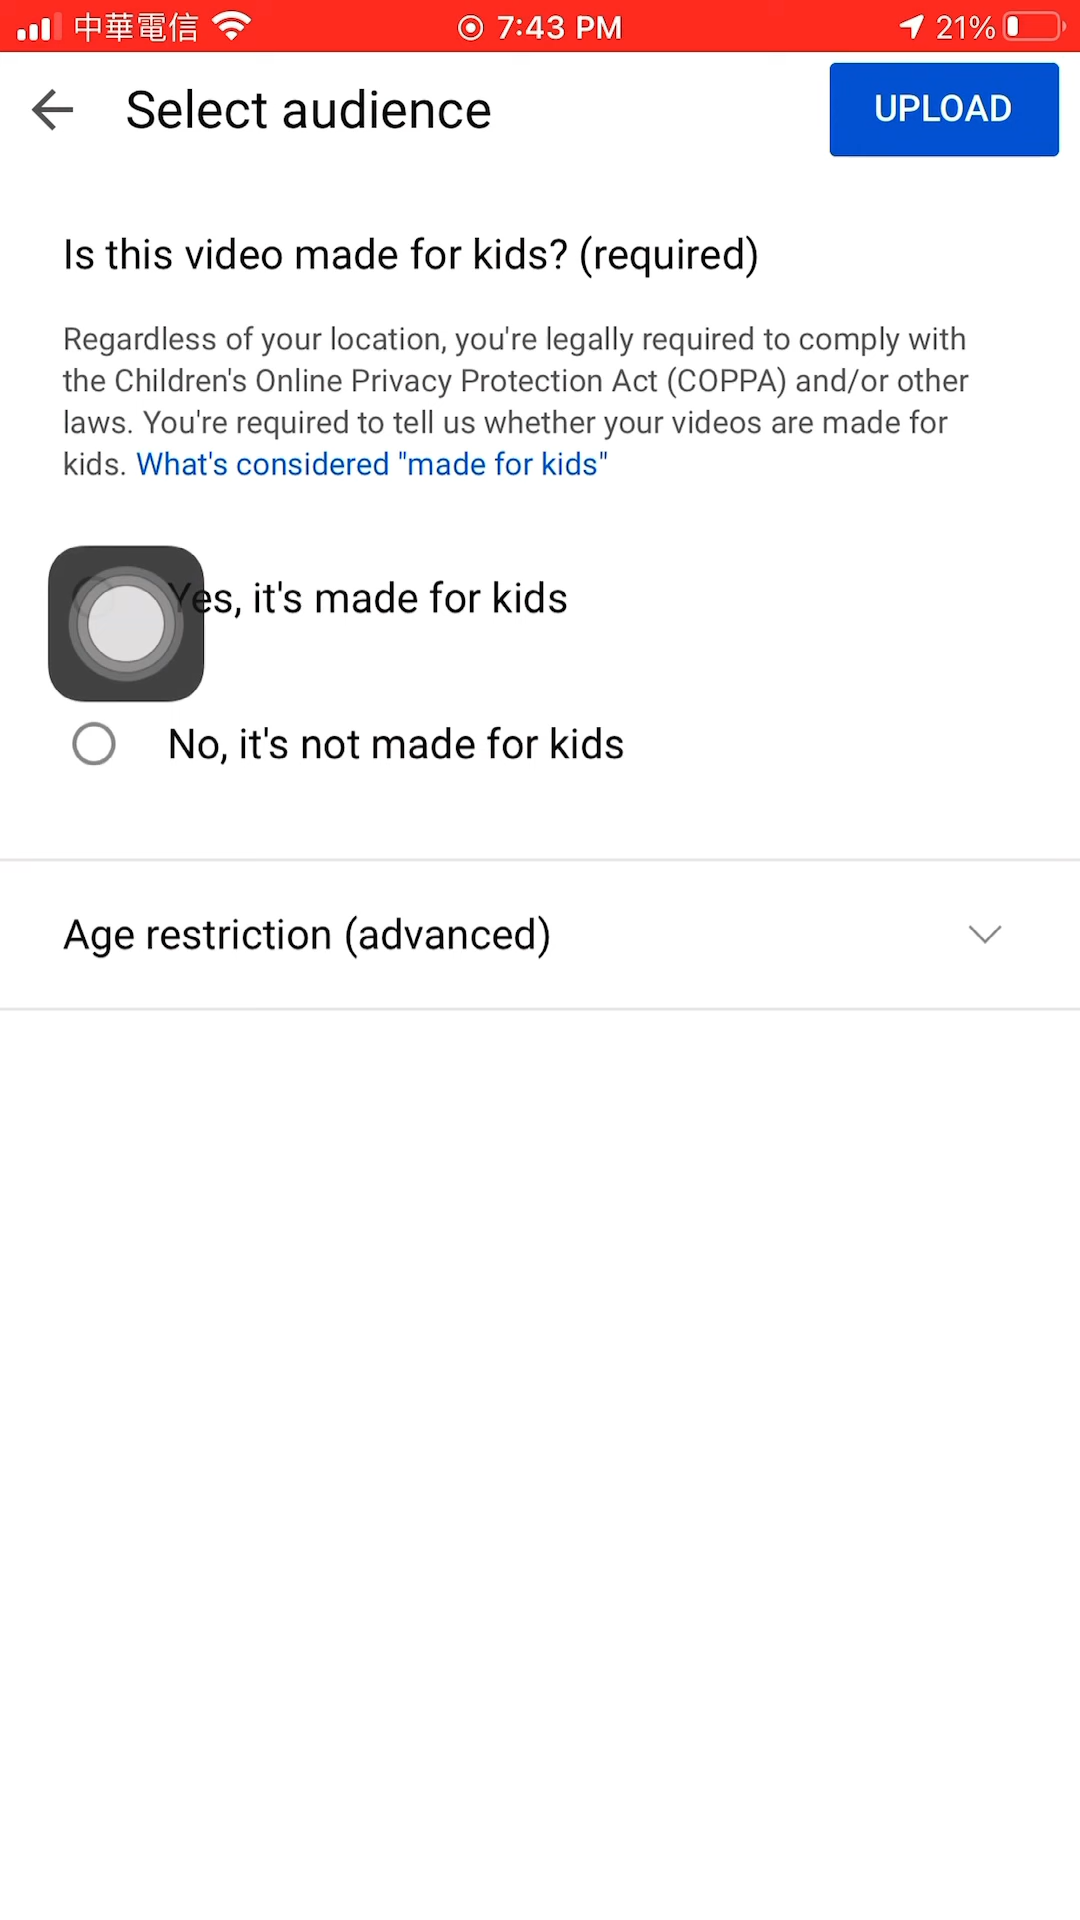 中華電信 7:43 PM 21%
Select audience UPLOAD
Is this video made for kids? (required)
Regardless of your location, you're legally required to comply with
the Children's Online Privacy Protection Act (COPPA) and/or other
laws. You're required to tell us whether your videos are made for
kids. What's considered "made for kids"
Yes, it's made for kids
No, it's not made for kids
Age restriction (advanced)